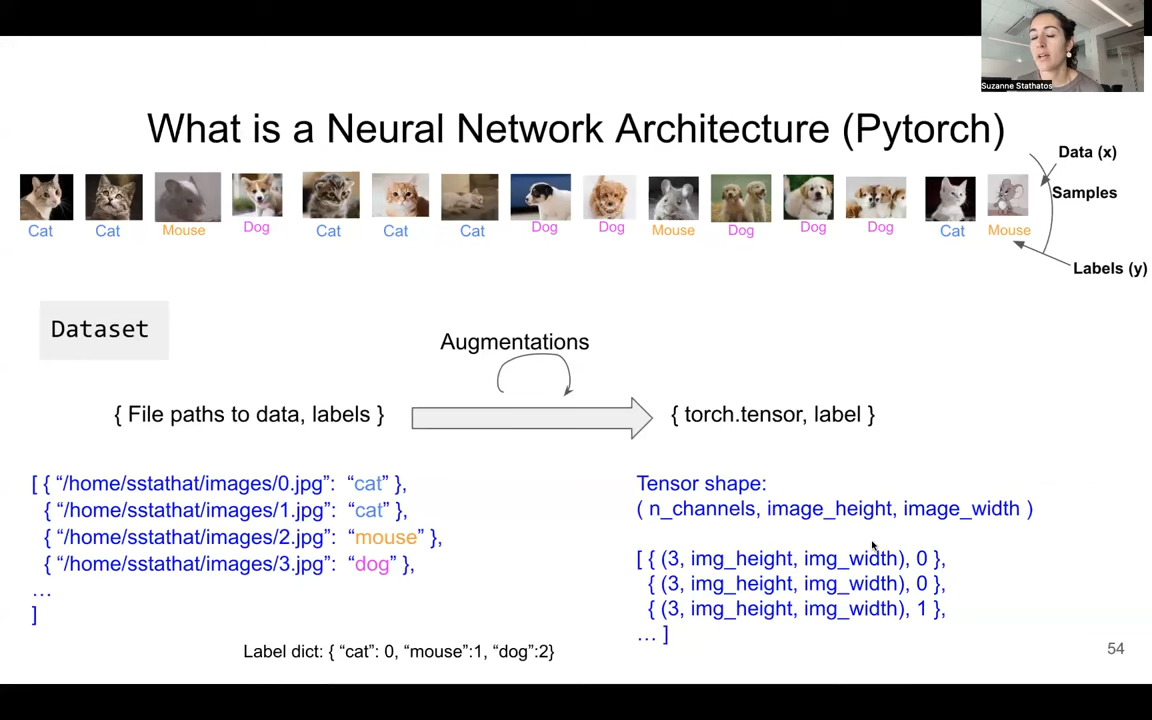 Suzanne Stathatos
What is a Neural Network Architecture (Pytorch)
Data (x)
Samples
Cat Cat Mouse Dog Cat Cat Cat Dog Dog Mouse Dog Dog Dog Cat Mouse
Labels (y)
Dataset
Augmentations
{ File paths to data, labels }
{ torch.tensor, label }
[ { “/home/sstathat/images/0.jpg”: “cat” },
{ “/home/sstathat/images/1.jpg”: “cat” },
{ “/home/sstathat/images/2.jpg”: “mouse” },
{ “/home/sstathat/images/3.jpg”: “dog” },
…
]
Tensor shape:
( n_channels, image_height, image_width )
[ { (3, img_height, img_width), 0 },
{ (3, img_height, img_width), 0 },
{ (3, img_height, img_width), 1 },
… ]
Label dict: { “cat”: 0, “mouse”:1, “dog”:2}
54